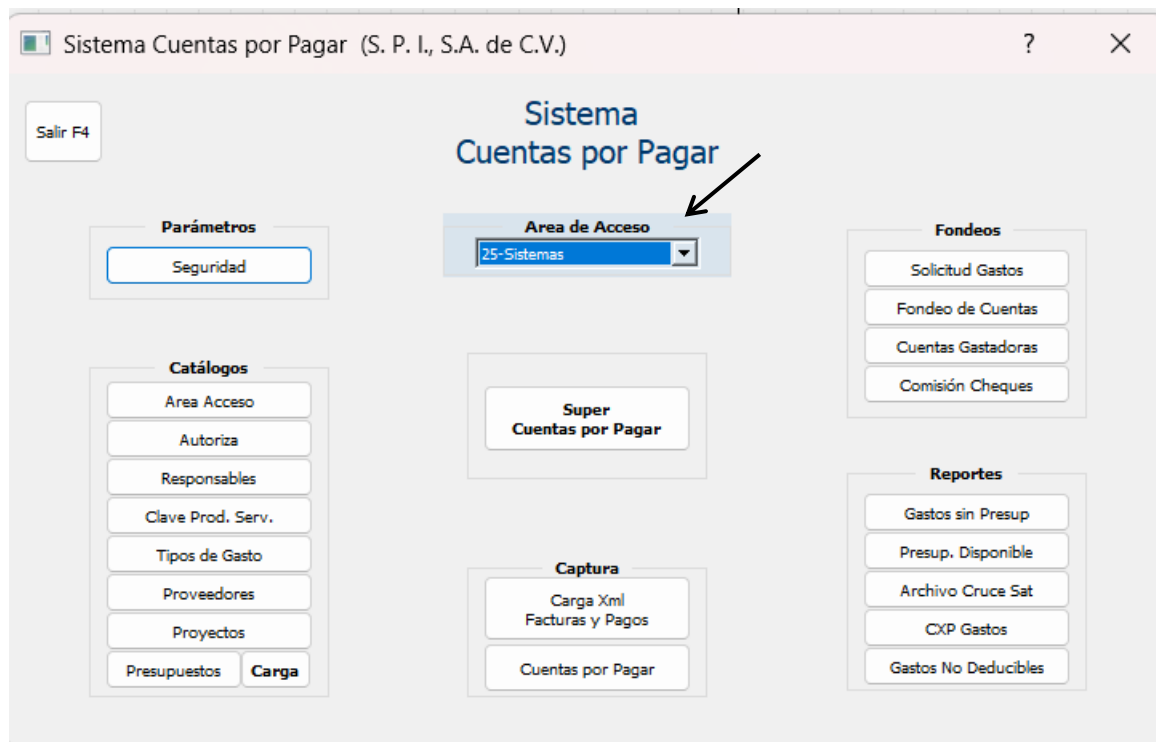 Sistema Cuentas por Pagar (S. P. I., S.A. de C.V.)
?
Salir F4
Sistema
Cuentas por Pagar
Parámetros
Seguridad
Area de Acceso
25-Sistemas
Fondeos
Solicitud Gastos
Fondeo de Cuentas
Cuentas Gastadoras
Comisión Cheques
Catálogos
Area Acceso
Autoriza
Responsables
Clave Prod. Serv.
Tipos de Gasto
Proveedores
Proyectos
Presupuestos Carga
Super
Cuentas por Pagar
Captura
Carga Xml
Facturas y Pagos
Cuentas por Pagar
Reportes
Gastos sin Presup
Presup. Disponible
Archivo Cruce Sat
CXP Gastos
Gastos No Deducibles